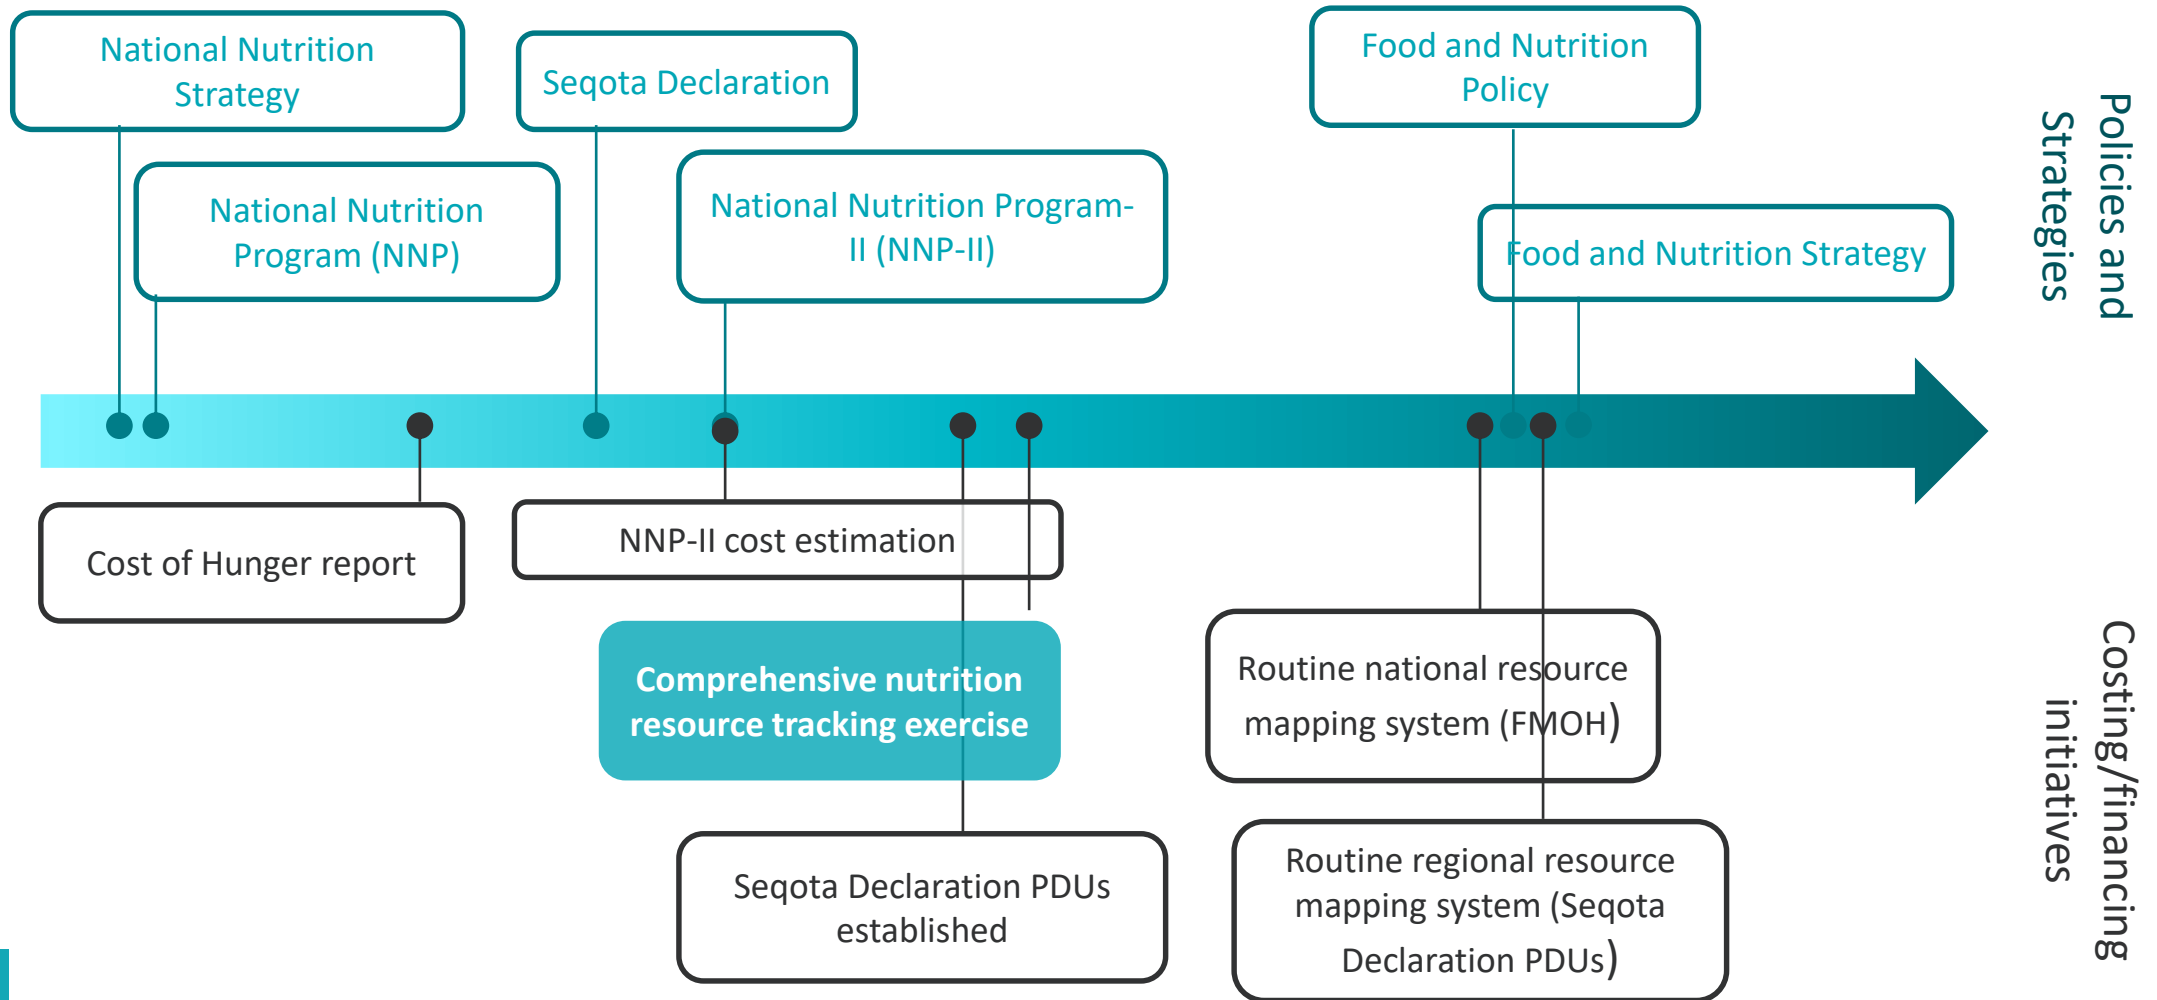 National Nutrition
Strategy
Seqota Declaration
Food and Nutrition
Policy
National Nutrition
Program (NNP)
National Nutrition Program-
II (NNP-II)
Food and Nutrition Strategy
Policies and
Strategies
Cost of Hunger report
NNP-II cost estimation
Comprehensive nutrition
resource tracking exercise
Routine national resource
mapping system (FMOH)
Seqota Declaration PDUs
established
Routine regional resource
mapping system (Seqota
Declaration PDUs)
Costing/financing
initiatives